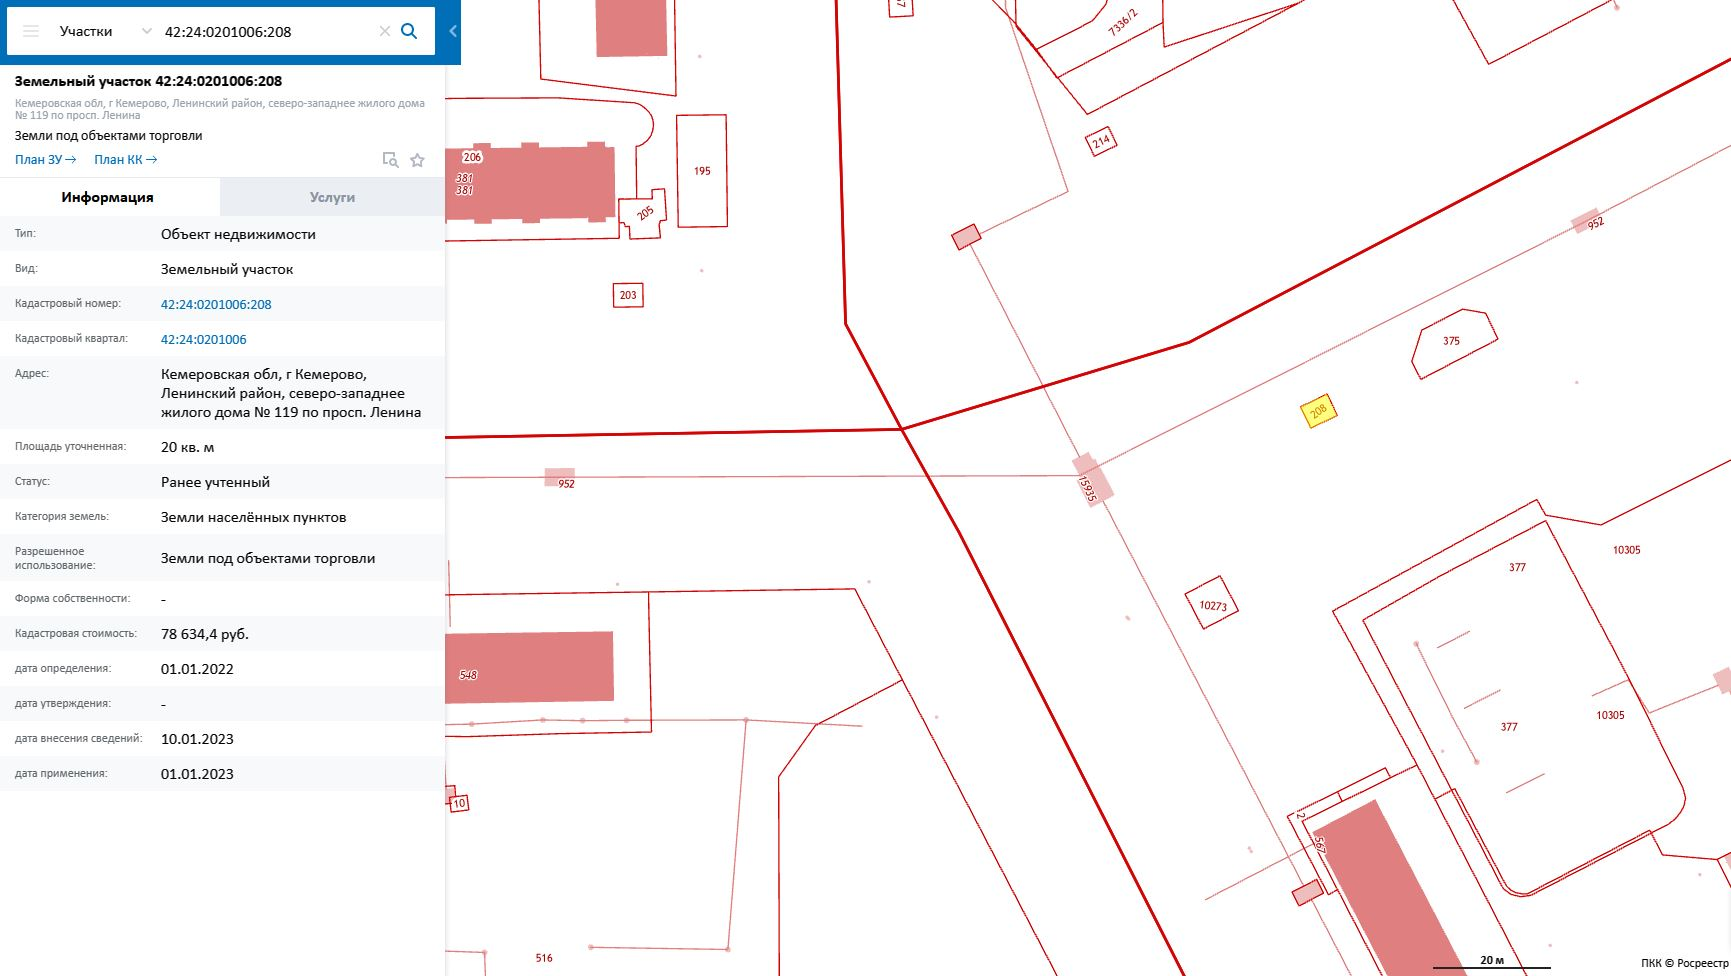 Участки
42:24:0201006:208
Земельный участок 42:24:0201006:208
Кемеровская обл, г Кемерово, Ленинский район, северо-западнее жилого дома
№ 119 по просп. Ленина
Земли под объектами торговли
План ЗУ →
План КК →
Информация
Услуги
Тип:
Объект недвижимости
Вид:
Земельный участок
Кадастровый номер:
42:24:0201006:208
Кадастровый квартал:
42:24:0201006
Адрес:
Кемеровская обл, г Кемерово,
Ленинский район, северо-западнее
жилого дома № 119 по просп. Ленина
Площадь уточненная:
20 кв. м
Статус:
Ранее учтенный
Категория земель:
Земли населённых пунктов
Разрешенное
использование:
Земли под объектами торговли
Форма собственности:
-
Кадастровая стоимость:
78 634,4 руб.
дата определения:
01.01.2022
дата утверждения:
-
дата внесения сведений:
10.01.2023
дата применения:
01.01.2023
7336/2
214
206
381
381
195
205
952
203
375
208
952
15935
10305
377
10273
548
10305
377
10
2
567
516
20 м
ПКК © Росреестр